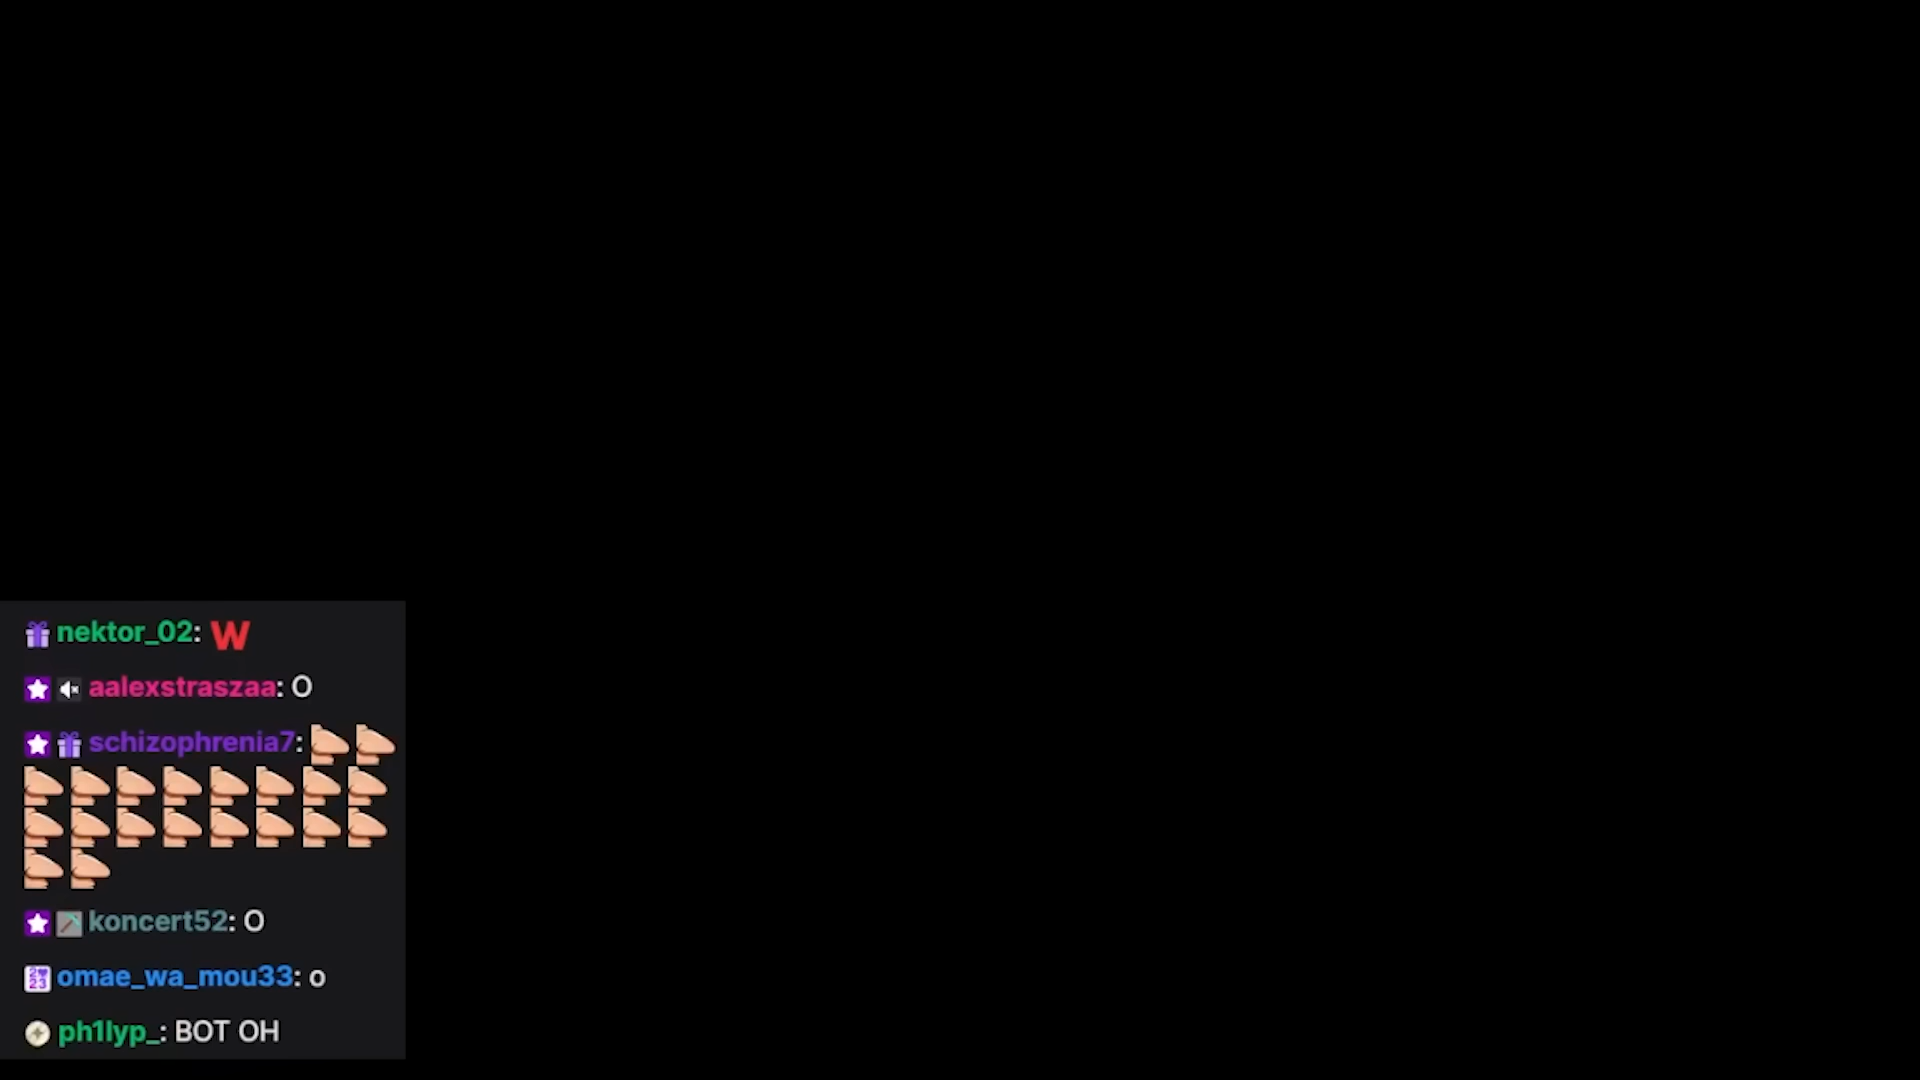 nektor_02: W
aalexstraszaa: O
schizophrenia7:
koncert52: O
omae_wa_mou33: o
ph1lyp_: BOT OH